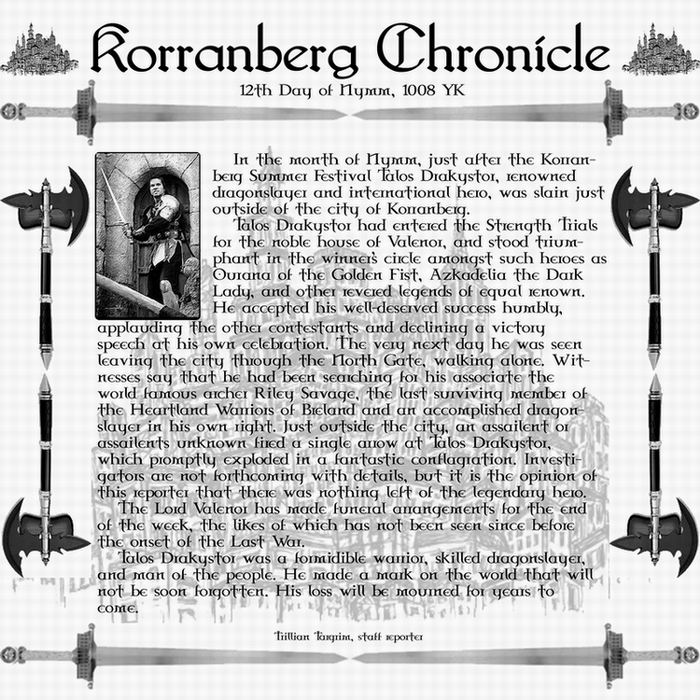 Korranberg Chronicle
12th Day of Nymm, 1008 YK
In the month of Nymm, just after the Korran-
berg Summer Festival Talos Drakystor, renowned
dragonslayer and international hero, was slain just
outside of the city of Korranberg.
Talos Drakystor had entered the Strength Trials
for the noble house of Valenor, and stood trium-
phant in the winner's circle amongst such heroes as
Ourana of the Golden Fist, Azkadelia the Dark
Lady, and other revered legends of equal renown.
He accepted his well-deserved success humbly,
applauding the other contestants and declining a victory
speech at his own celebration. The very next day he was seen
leaving the city through the North Gate, walking alone. Wit-
nesses say that he had been searching for his associate the
world famous archer Riley Savage, the last surviving member of
the Heartland Warriors of Breland and an accomplished dragon-
slayer in his own right. Just outside the city, an assailent or
assailents unknown fired a single arrow at Talos Drakystor,
which promptly exploded in a fantastic conflagration. Investi-
gators are not forthcoming with details, but it is the opinion of
this reporter that there was nothing left of the legendary hero.
The Lord Valenor has made funeral arrangements for the end
of the week, the likes of which has not been seen since before
the onset of the Last War.
Talos Drakystor was a formidible warrior, skilled dragonslayer,
and man of the people. He made a mark on the world that will
not be soon forgotten. His loss will be mourned for years to
come.
Trillian Targrim, staff reporter